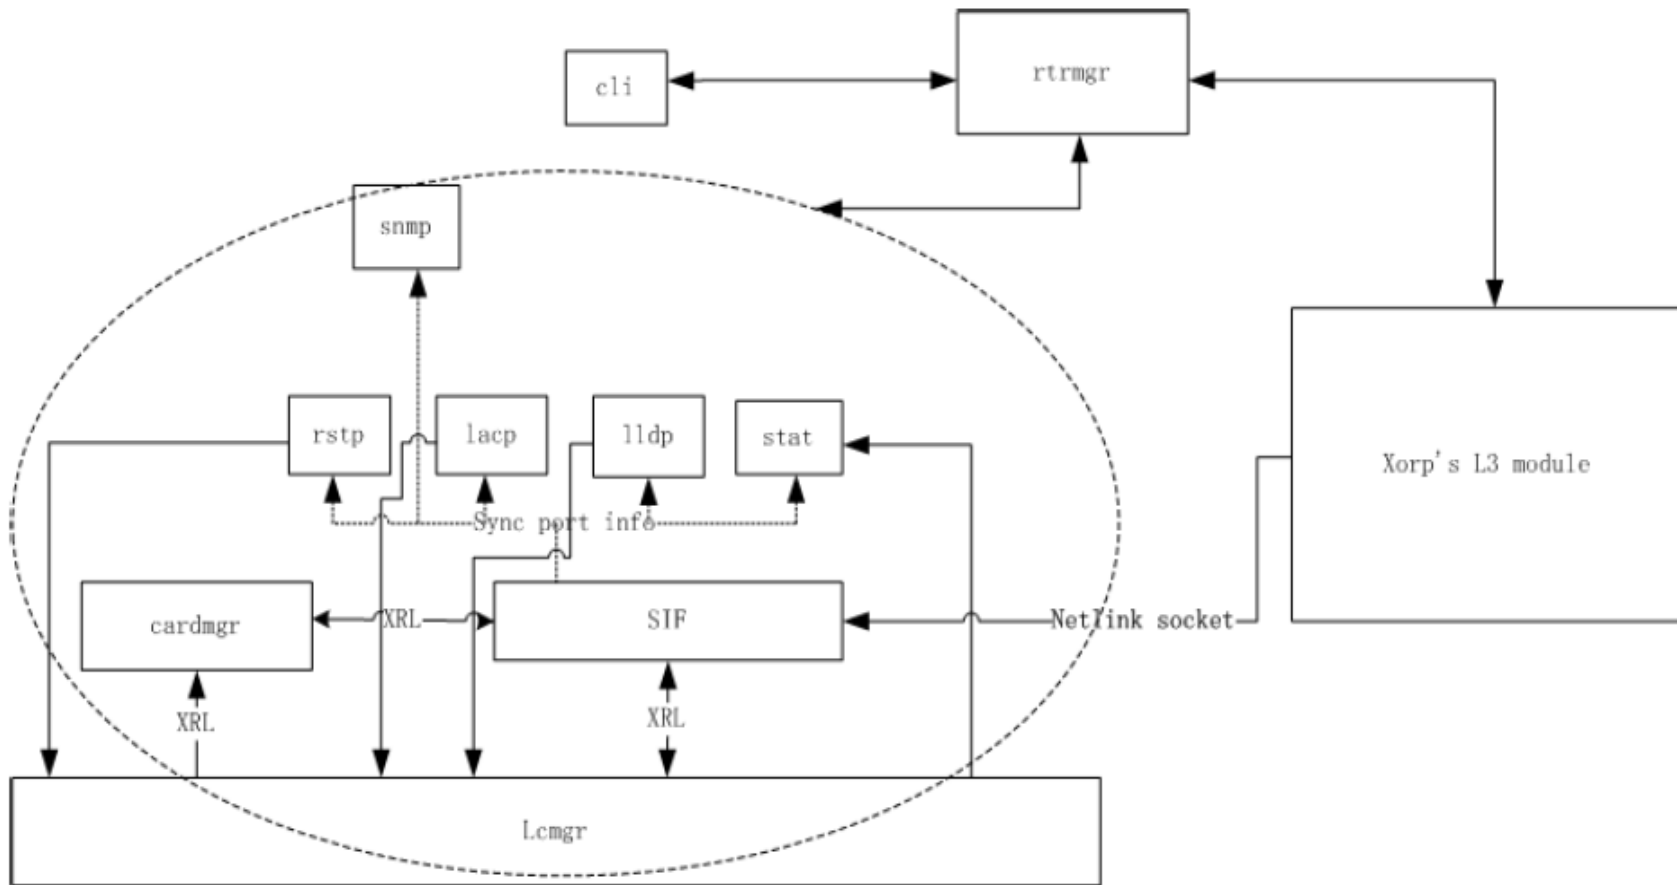 rtrmgr
cli
snmp
rstp
lacp
lldp
stat
Xorp's L3 module
Sync port info
cardmgr
XRL
SIF
Netlink socket
XRL
XRL
Lcmgr